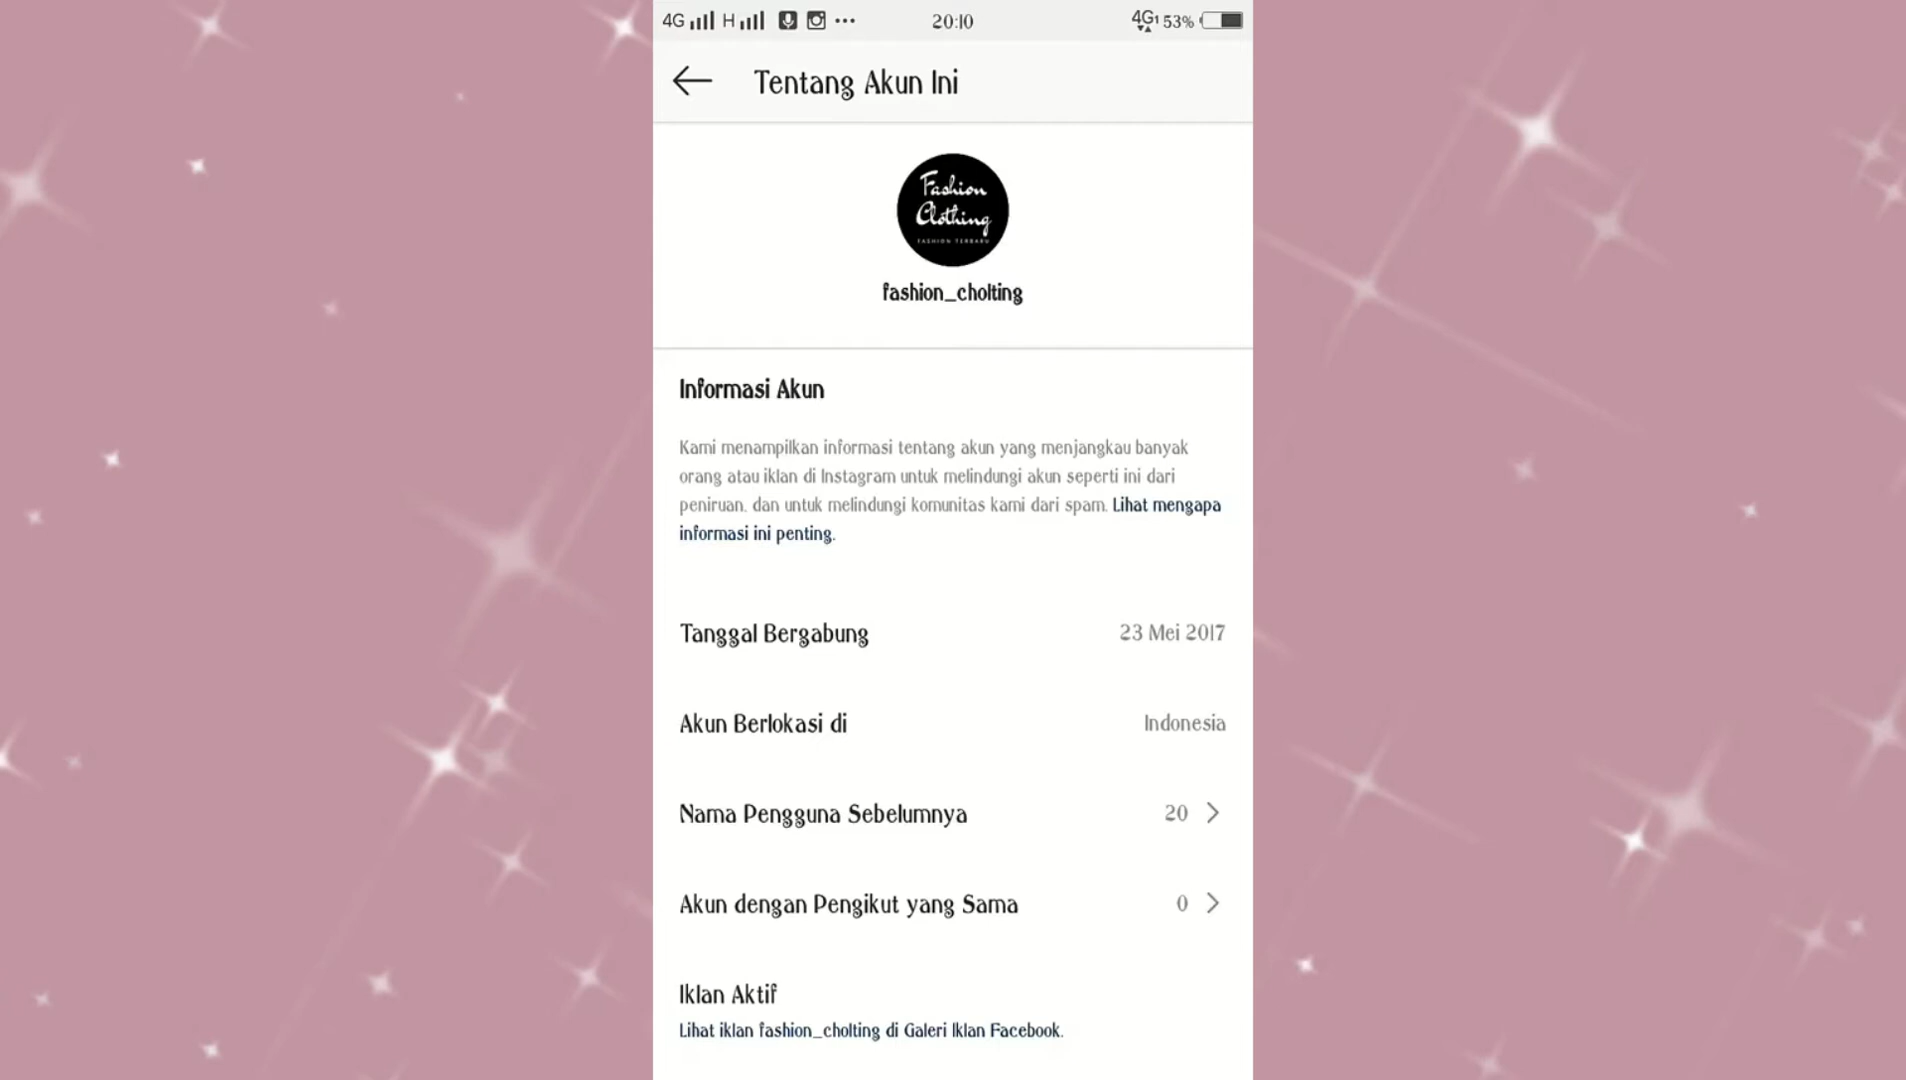 4G H 20:10 4G1 53%
Tentang Akun Ini
Fashion
Clothing
FASHION TERBARU
fashion_cholting
Informasi Akun
Kami menampilkan informasi tentang akun yang menjangkau banyak
orang atau iklan di Instagram untuk melindungi akun seperti ini dari
peniruan, dan untuk melindungi komunitas kami dari spam. Lihat mengapa
informasi ini penting.
Tanggal Bergabung 23 Mei 2017
Akun Berlokasi di Indonesia
Nama Pengguna Sebelumnya 20
Akun dengan Pengikut yang Sama 0
Iklan Aktif
Lihat iklan fashion_cholting di Galeri Iklan Facebook.